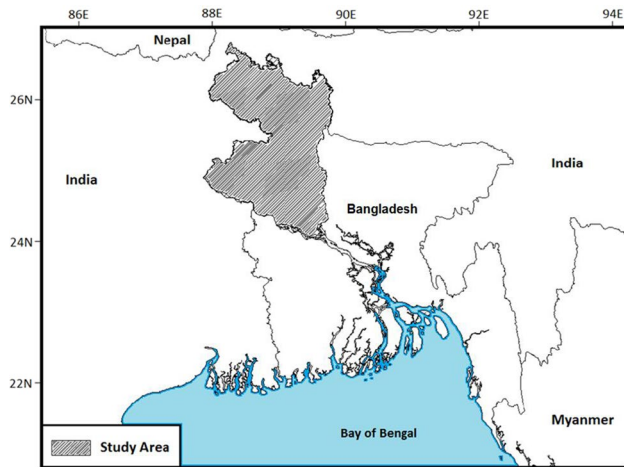 86E 88E 90E 92E 94E
Nepal
26N
India
India
Bangladesh
24N
22N
Myanmer
Bay of Bengal
Study Area